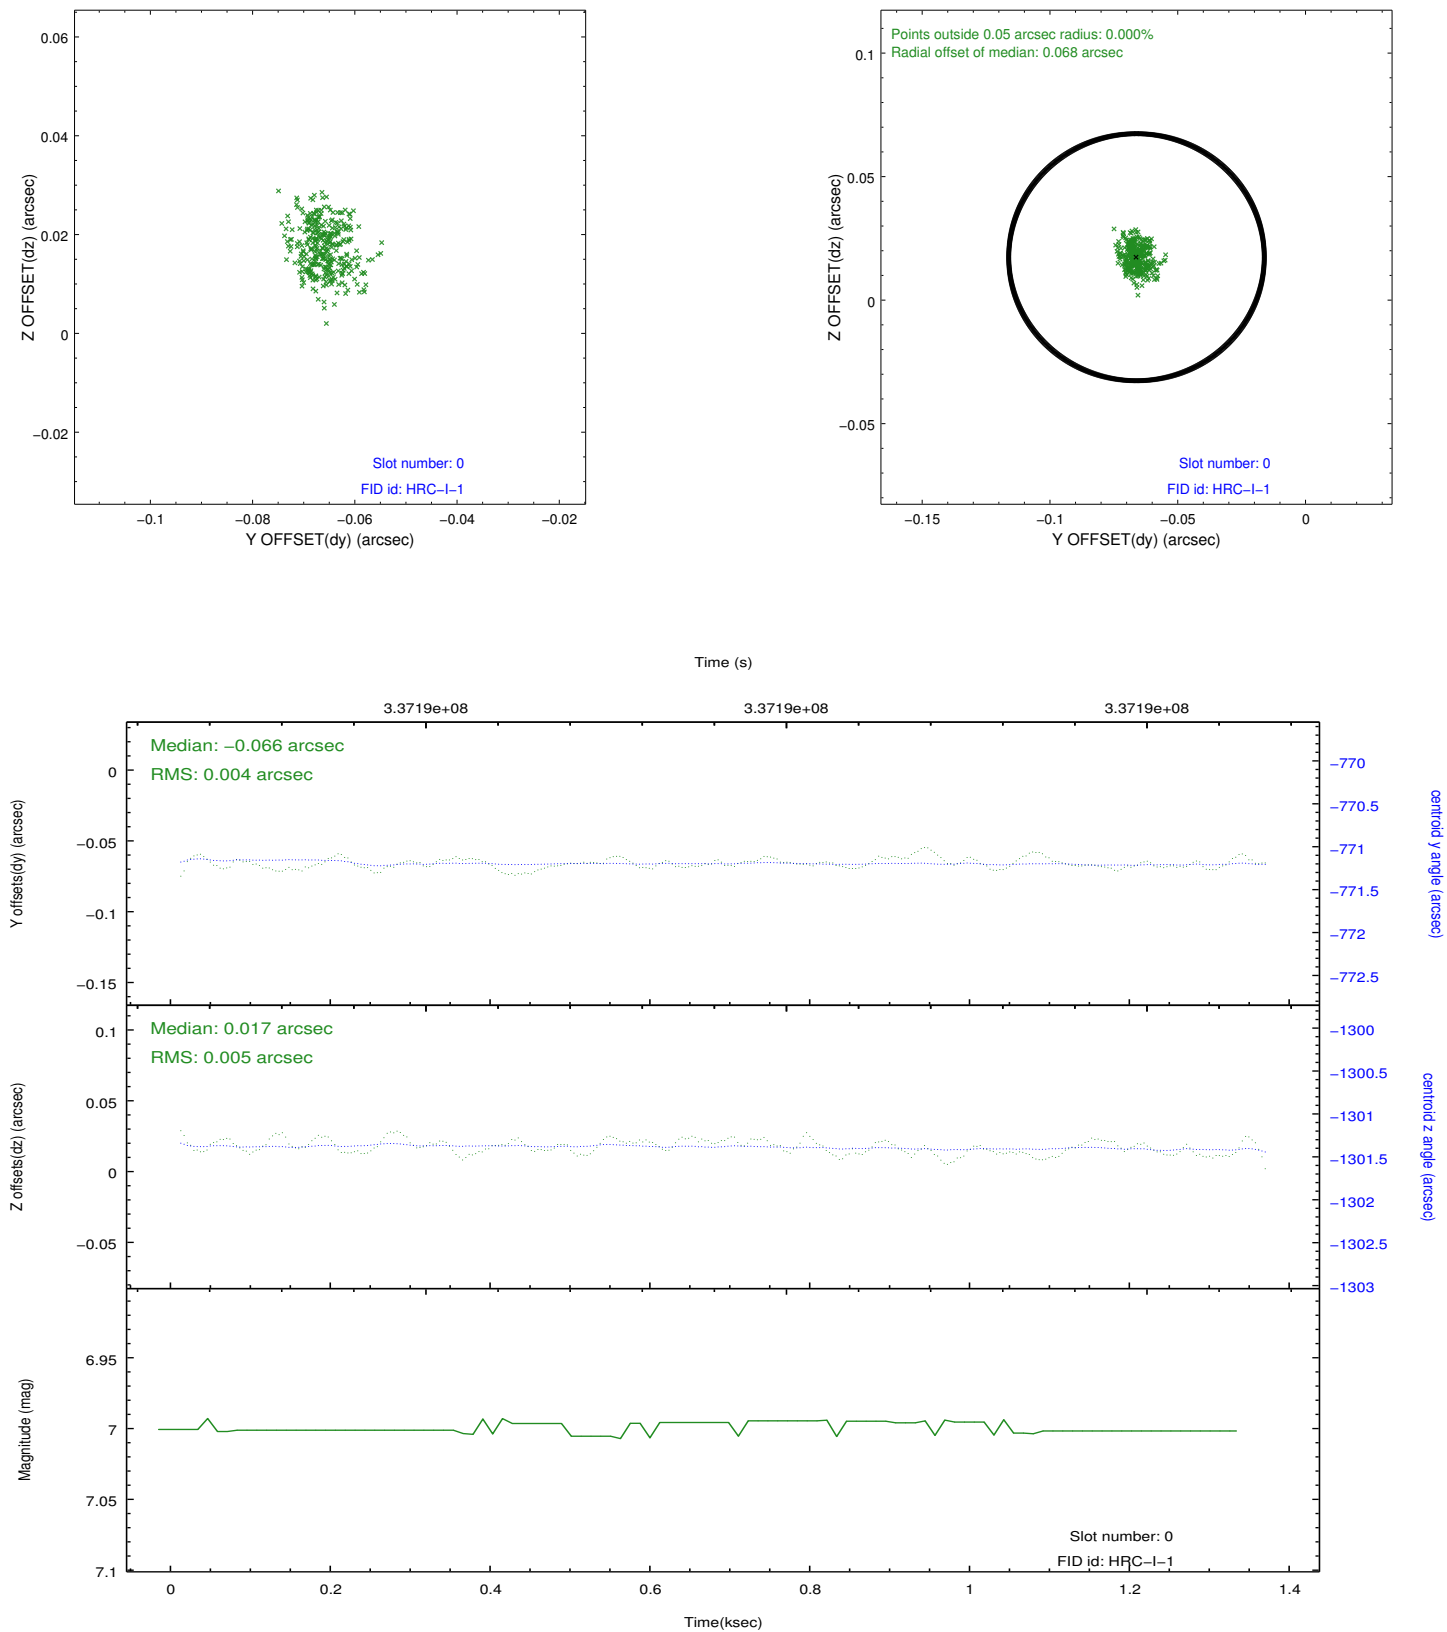 0.06
0.04
0.02
0
−0.02
Z OFFSET(dz) (arcsec)
Slot number: 0
FID id: HRC−I−1
−0.1
−0.08
−0.06
−0.04
−0.02
Y OFFSET(dy) (arcsec)
Points outside 0.05 arcsec radius: 0.000%
Radial offset of median: 0.068 arcsec
0.1
0.05
0
−0.05
Z OFFSET(dz) (arcsec)
Slot number: 0
FID id: HRC−I−1
−0.15
−0.1
−0.05
0
Y OFFSET(dy) (arcsec)
Time (s)
3.3719e+08
3.3719e+08
3.3719e+08
Median: −0.066 arcsec
RMS: 0.004 arcsec
0
−0.05
−0.1
−0.15
Y offsets(dy) (arcsec)
−770
−770.5
−771
−771.5
−772
−772.5
centroid y angle (arcsec)
Median: 0.017 arcsec
RMS: 0.005 arcsec
0.1
0.05
0
−0.05
Z offsets(dz) (arcsec)
−1300
−1300.5
−1301
−1301.5
−1302
−1302.5
−1303
centroid z angle (arcsec)
6.95
7
7.05
7.1
Magnitude (mag)
Slot number: 0
FID id: HRC−I−1
0
0.2
0.4
0.6
0.8
1
1.2
1.4
Time(ksec)